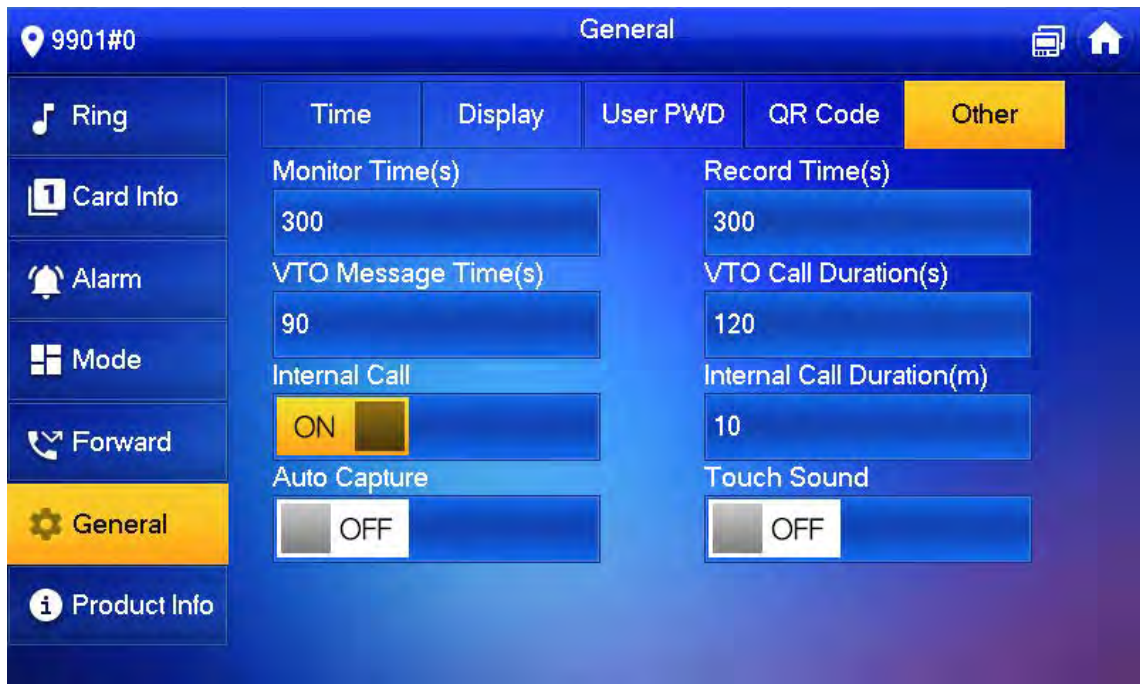 9901#0
General
Ring
Card Info
Alarm
Mode
Forward
General
Product Info
Time Display User PWD QR Code Other
Monitor Time(s) Record Time(s)
300 300
VTO Message Time(s) VTO Call Duration(s)
90 120
Internal Call Internal Call Duration(m)
ON 10
Auto Capture Touch Sound
OFF OFF